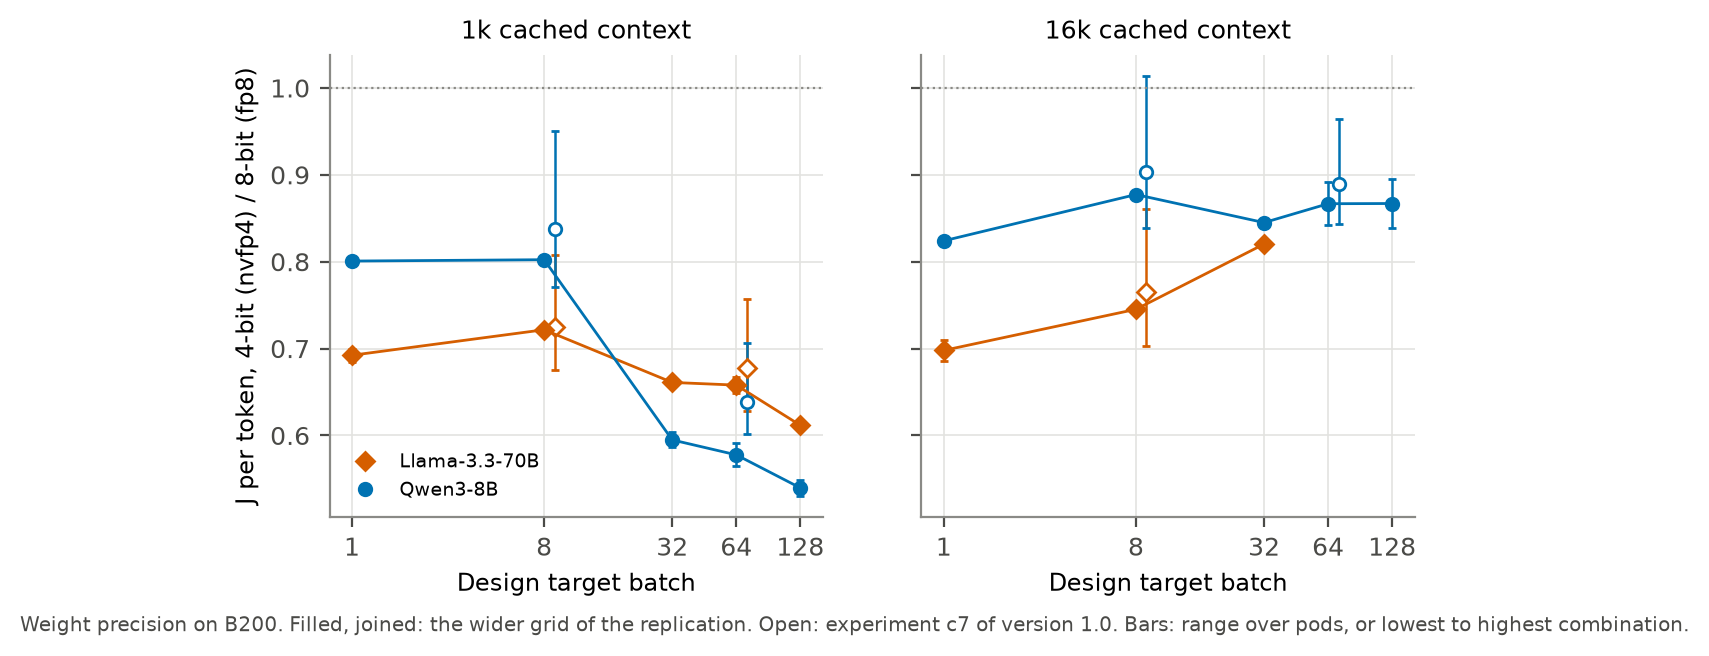 1k cached context
16k cached context
J per token, 4-bit (nvfp4) / 8-bit (fp8)
1.0
0.9
0.8
0.7
0.6
Llama-3.3-70B
Qwen3-8B
1 8 32 64 128
1 8 32 64 128
Design target batch
Design target batch
Weight precision on B200. Filled, joined: the wider grid of the replication. Open: experiment c7 of version 1.0. Bars: range over pods, or lowest to highest combination.